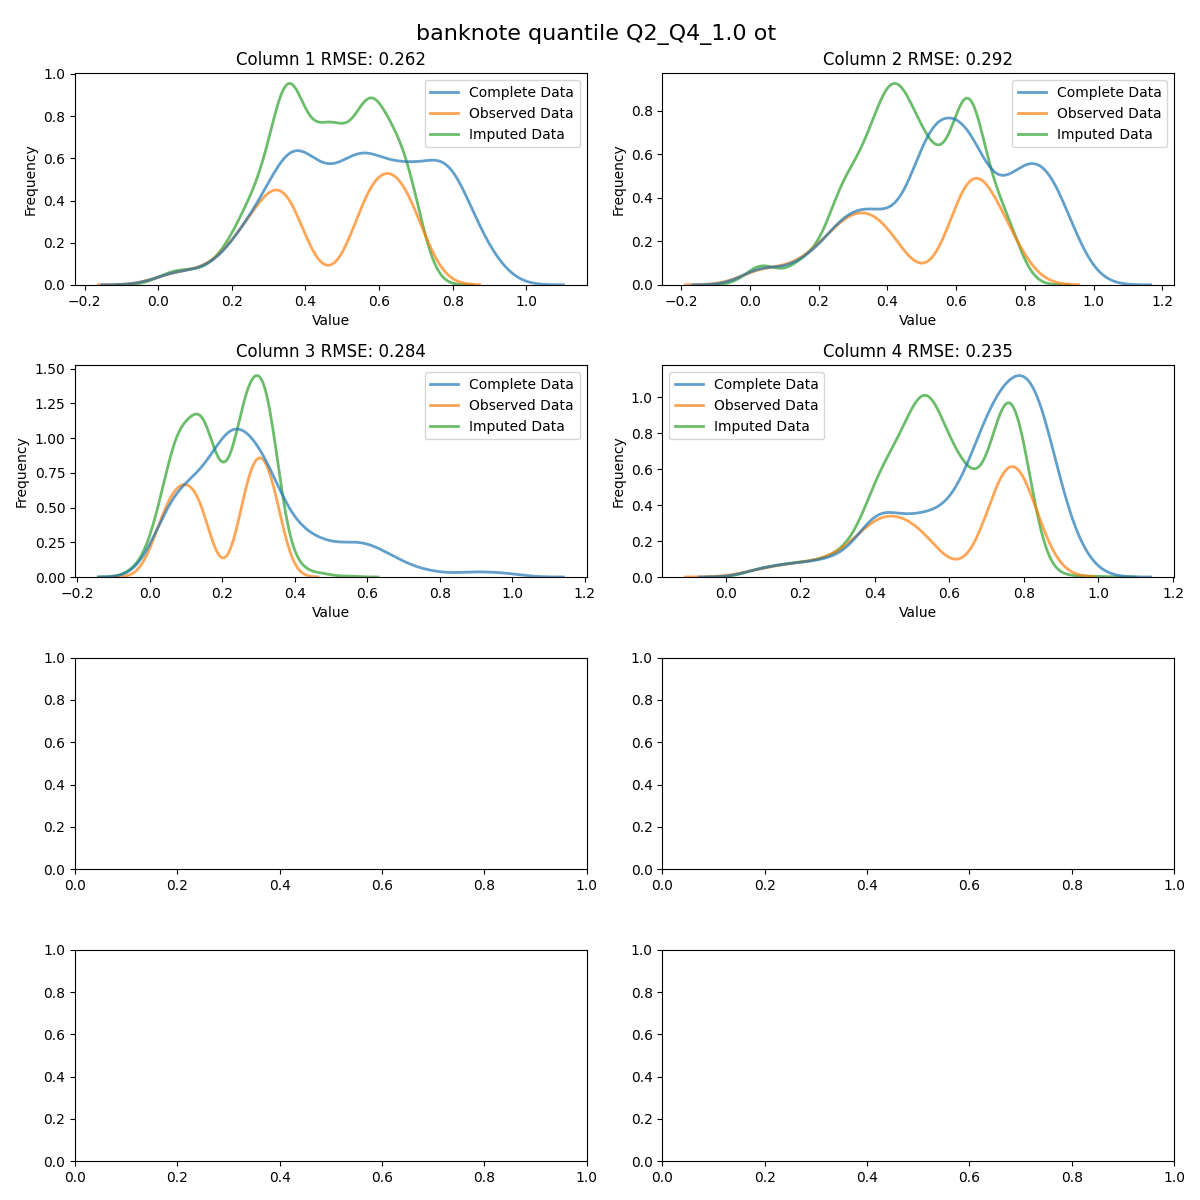 banknote quantile Q2_Q4_1.0 ot
Column 1 RMSE: 0.262
Frequency
1.0
0.8
0.6
0.4
0.2
0.0
Complete Data
Observed Data
Imputed Data
−0.2 0.0 0.2 0.4 0.6 0.8 1.0
Value
Column 2 RMSE: 0.292
Frequency
0.8
0.6
0.4
0.2
0.0
Complete Data
Observed Data
Imputed Data
−0.2 0.0 0.2 0.4 0.6 0.8 1.0 1.2
Value
Column 3 RMSE: 0.284
Frequency
1.50
1.25
1.00
0.75
0.50
0.25
0.00
Complete Data
Observed Data
Imputed Data
−0.2 0.0 0.2 0.4 0.6 0.8 1.0 1.2
Value
Column 4 RMSE: 0.235
Frequency
1.0
0.8
0.6
0.4
0.2
0.0
Complete Data
Observed Data
Imputed Data
0.0 0.2 0.4 0.6 0.8 1.0 1.2
Value
1.0
0.8
0.6
0.4
0.2
0.0
0.0 0.2 0.4 0.6 0.8 1.0
1.0
0.8
0.6
0.4
0.2
0.0
0.0 0.2 0.4 0.6 0.8 1.0
1.0
0.8
0.6
0.4
0.2
0.0
0.0 0.2 0.4 0.6 0.8 1.0
1.0
0.8
0.6
0.4
0.2
0.0
0.0 0.2 0.4 0.6 0.8 1.0